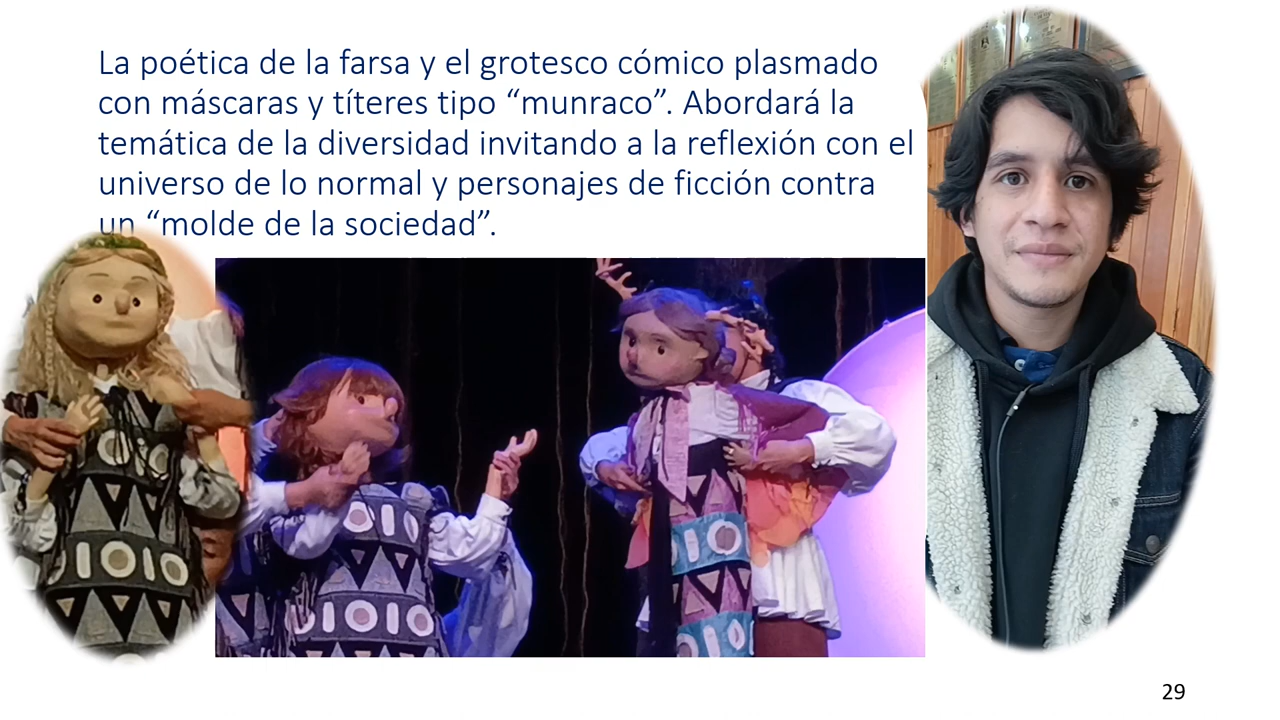 La poética de la farsa y el grotesco cómico plasmado
con máscaras y títeres tipo “munraco”. Abordará la
temática de la diversidad invitando a la reflexión con el
universo de lo normal y personajes de ficción contra
un “molde de la sociedad”.
29